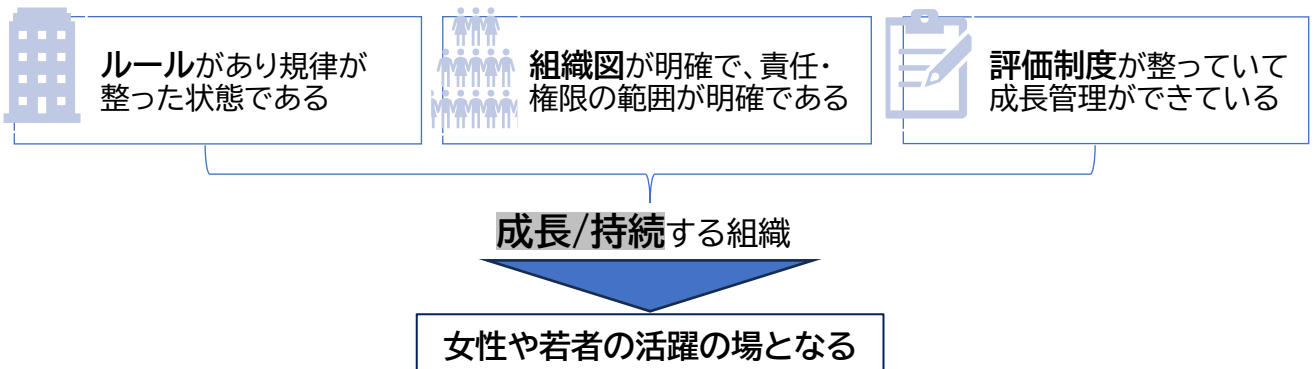 ルールがあり規律が
整った状態である
組織図が明確で、責任・
権限の範囲が明確である
評価制度が整っていて
成長管理ができている
成長/持続する組織
女性や若者の活躍の場となる